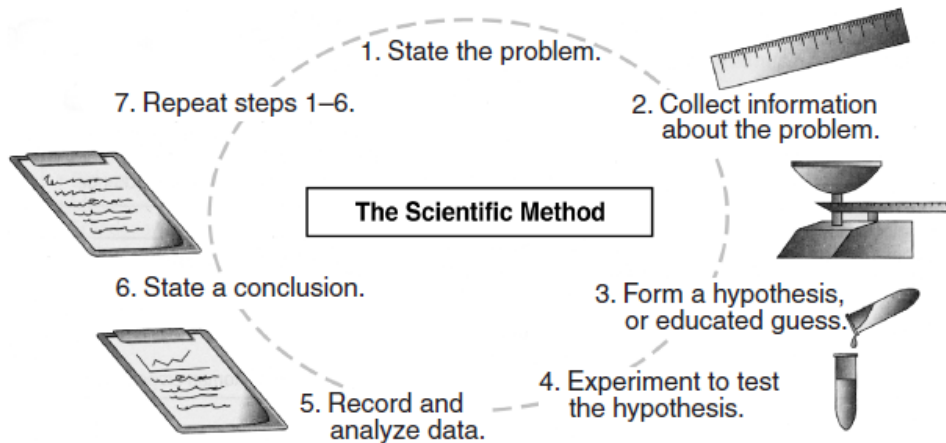 1. State the problem.
2. Collect information
about the problem.
3. Form a hypothesis,
or educated guess.
4. Experiment to test
the hypothesis.
5. Record and
analyze data.
6. State a conclusion.
7. Repeat steps 1–6.
The Scientific Method